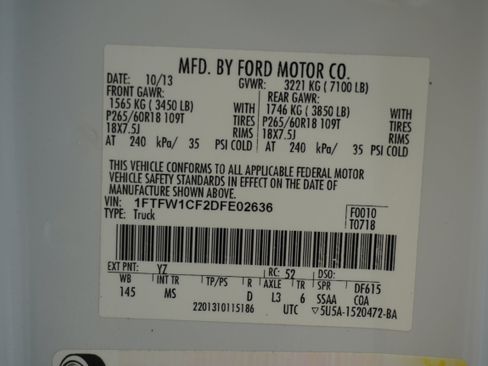 MFD. BY FORD MOTOR CO.
DATE: 10/13 GVWR: 3221 KG ( 7100 LB)
FRONT GAWR: REAR GAWR:
1565 KG ( 3450 LB) WITH 1746 KG ( 3850 LB) WITH
P265/60R18 109T TIRES P265/60R18 109T TIRES
18X7.5J RIMS 18X7.5J RIMS
AT 240 kPa/ 35 PSI COLD AT 240 kPa/ 35 PSI COLD
THIS VEHICLE CONFORMS TO ALL APPLICABLE FEDERAL MOTOR
VEHICLE SAFETY STANDARDS IN EFFECT ON THE DATE OF
MANUFACTURE SHOWN ABOVE.
VIN: 1FTFW1CF2DFE02636 F0010
TYPE: Truck T0718
EXT PNT: YZ RC: 52 DSO:
WB INT TR TP/PS R AXLE TR SPR DF615
145 MS D L3 6 SSAA COA
2201310115186 UTC ▽5U5A-1520472-BA